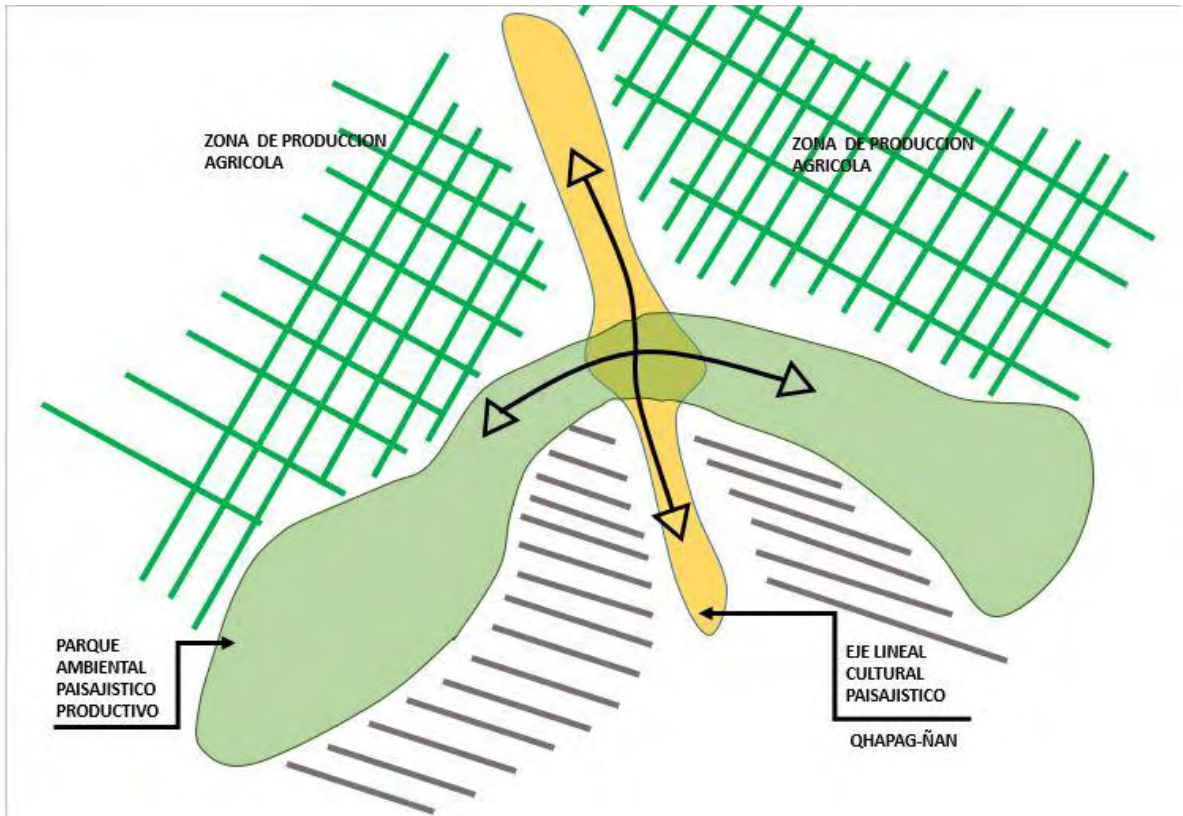 ZONA DE PRODUCCION
AGRICOLA
ZONA DE PRODUCCION
AGRICOLA
PARQUE
AMBIENTAL
PAISAJISTICO
PRODUCTIVO
EJE LINEAL
CULTURAL
PAISAJISTICO
QHAPAG-ÑAN